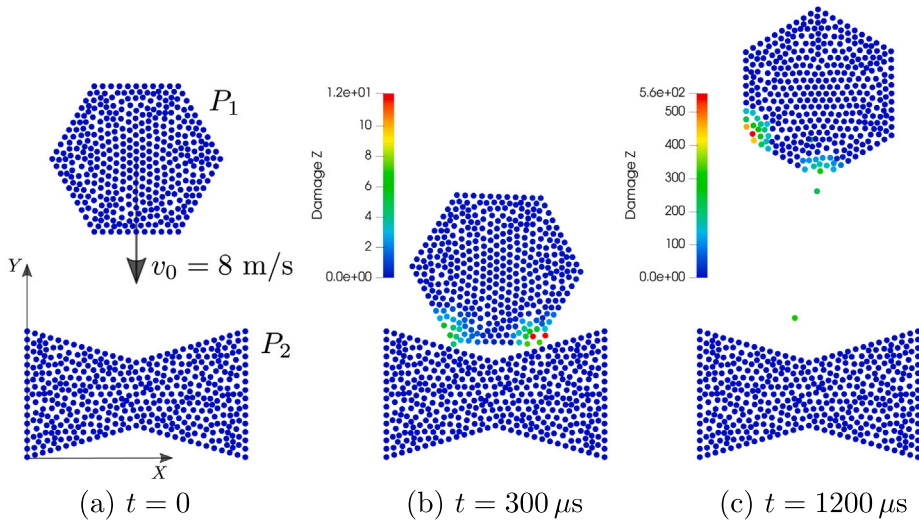 P₁
v₀ = 8 m/s
Y
P₂
X
(a) t = 0
1.2e+01
10
8
6
4
2
0.0e+00
Damage Z
(b) t = 300 μs
5.6e+02
500
400
300
200
100
0.0e+00
Damage Z
(c) t = 1200 μs